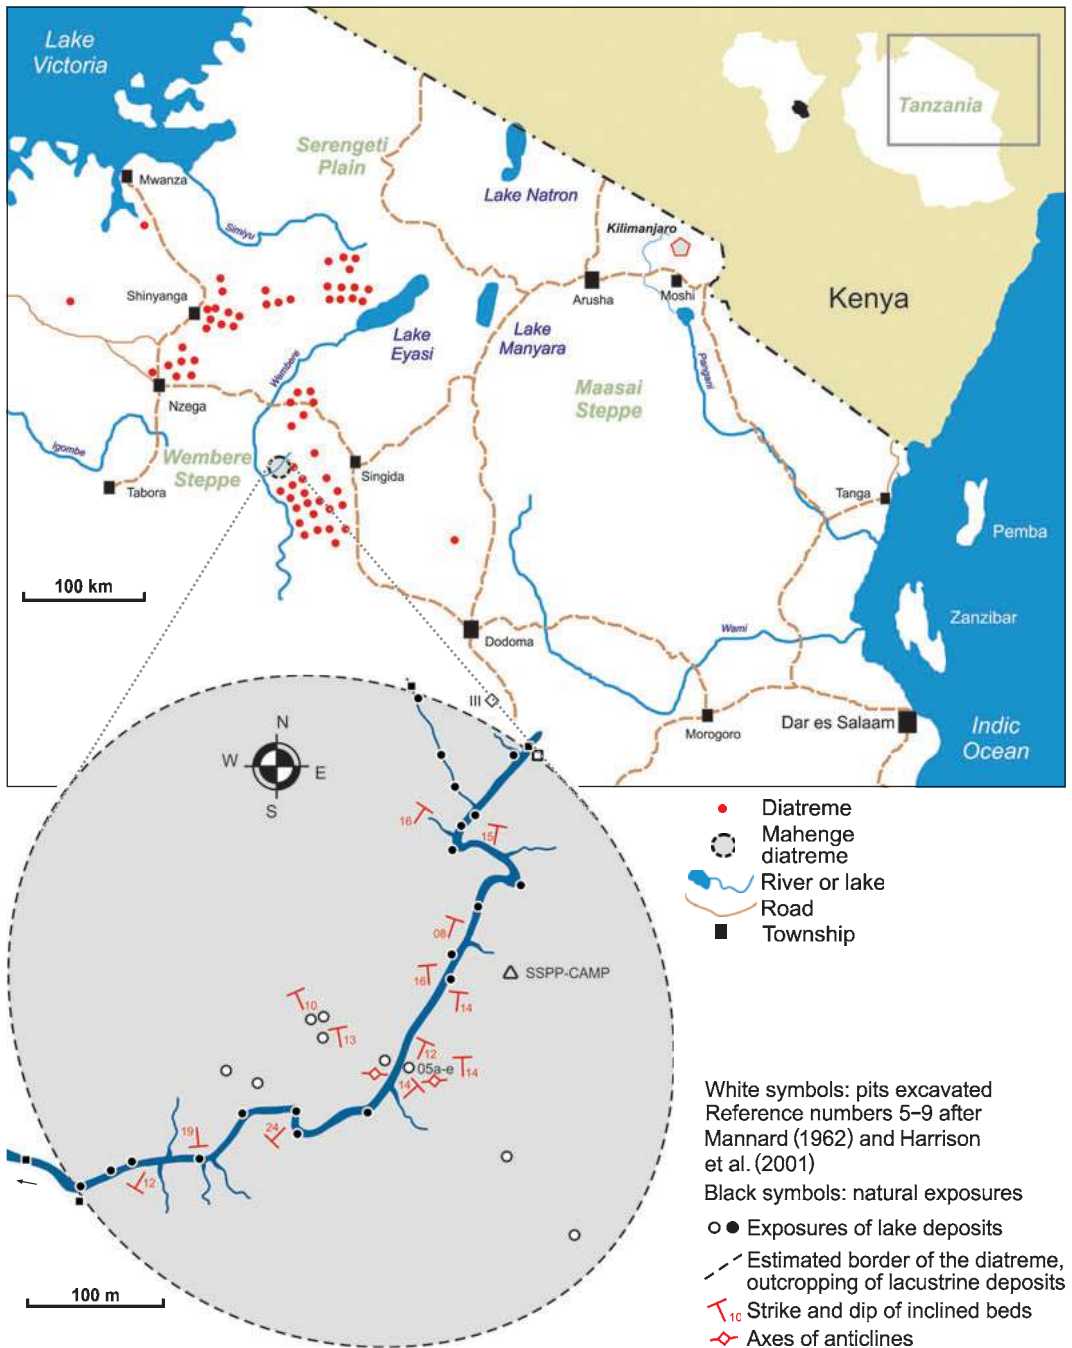 Lake
Victoria
Serengeti
Plain
Tanzania
Mwanza
Lake Natron
Simiyu
Kilimanjaro
Shinyanga
Arusha
Moshi
Kenya
Lake
Eyasi
Lake
Manyara
Wembere
Pangani
Maasai
Steppe
Nzega
Igombe
Wembere
Steppe
Singida
Tabora
Tanga
Pemba
100 km
Zanzibar
Wami
Dodoma
III
Morogoro
Dar es Salaam
Indic
Ocean
N
W
E
S
16
15
08
16
14
SSPP-CAMP
10
13
12
05a-e
14
14
19
24
12
100 m
Diatreme
Mahenge
diatreme
River or lake
Road
Township
White symbols: pits excavated
Reference numbers 5–9 after
Mannard (1962) and Harrison
et al. (2001)
Black symbols: natural exposures
Exposures of lake deposits
Estimated border of the diatreme,
outcropping of lacustrine deposits
10 Strike and dip of inclined beds
Axes of anticlines